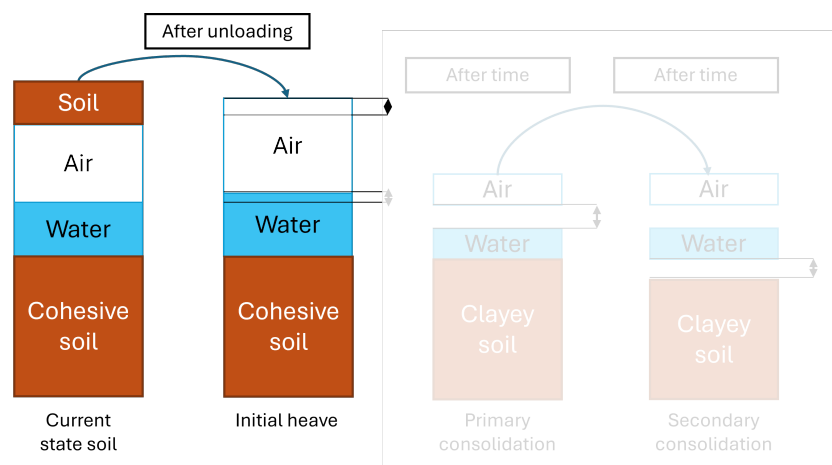 After unloading
After time
After time
Soil
Air
Water
Cohesive
soil
Current
state soil
Air
Water
Cohesive
soil
Initial heave
Air
Water
Clayey
soil
Primary
consolidation
Air
Water
Clayey
soil
Secondary
consolidation